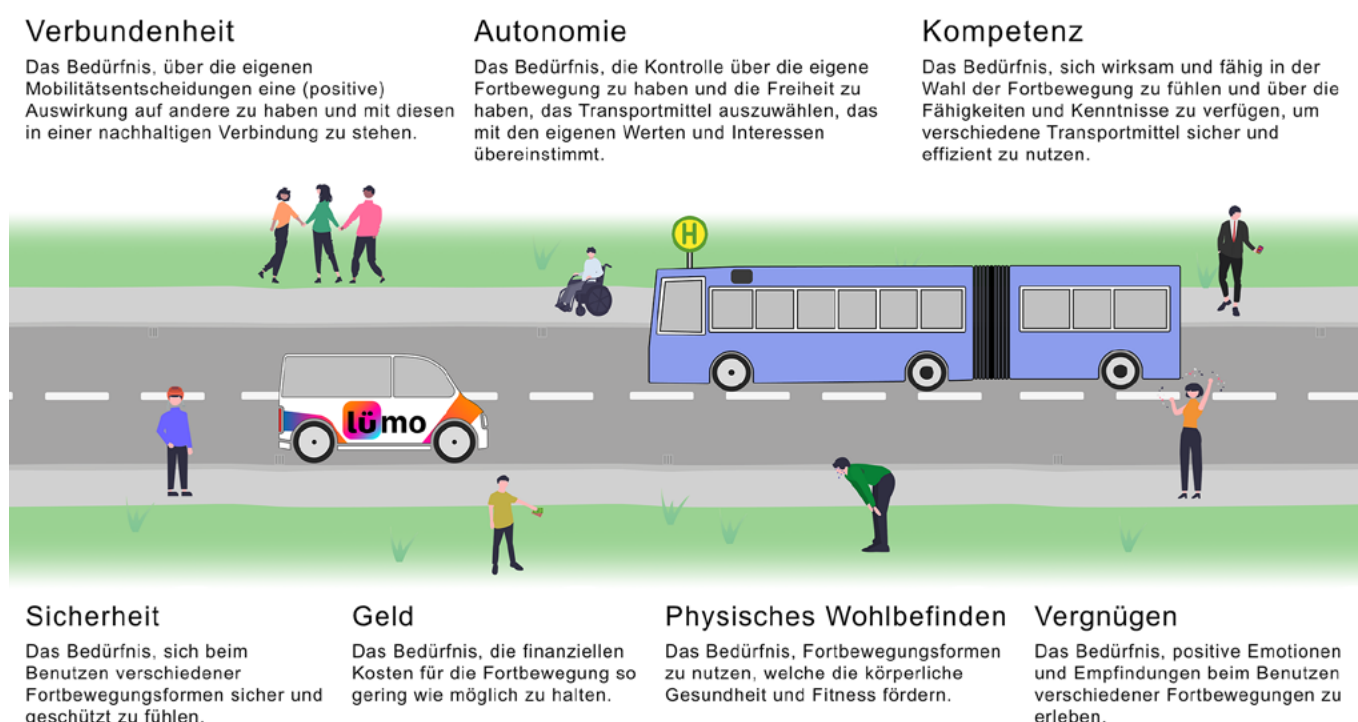 Verbundenheit
Das Bedürfnis, über die eigenen
Mobilitätsentscheidungen eine (positive)
Auswirkung auf andere zu haben und mit diesen
in einer nachhaltigen Verbindung zu stehen.
Autonomie
Das Bedürfnis, die Kontrolle über die eigene
Fortbewegung zu haben und die Freiheit zu
haben, das Transportmittel auszuwählen, das
mit den eigenen Werten und Interessen
übereinstimmt.
Kompetenz
Das Bedürfnis, sich wirksam und fähig in der
Wahl der Fortbewegung zu fühlen und über die
Fähigkeiten und Kenntnisse zu verfügen, um
verschiedene Transportmittel sicher und
effizient zu nutzen.
H
lümo
Sicherheit
Das Bedürfnis, sich beim
Benutzen verschiedener
Fortbewegungsformen sicher und
geschützt zu fühlen.
Geld
Das Bedürfnis, die finanziellen
Kosten für die Fortbewegung so
gering wie möglich zu halten.
Physisches Wohlbefinden
Das Bedürfnis, Fortbewegungsformen
zu nutzen, welche die körperliche
Gesundheit und Fitness fördern.
Vergnügen
Das Bedürfnis, positive Emotionen
und Empfindungen beim Benutzen
verschiedener Fortbewegungen zu
erleben.